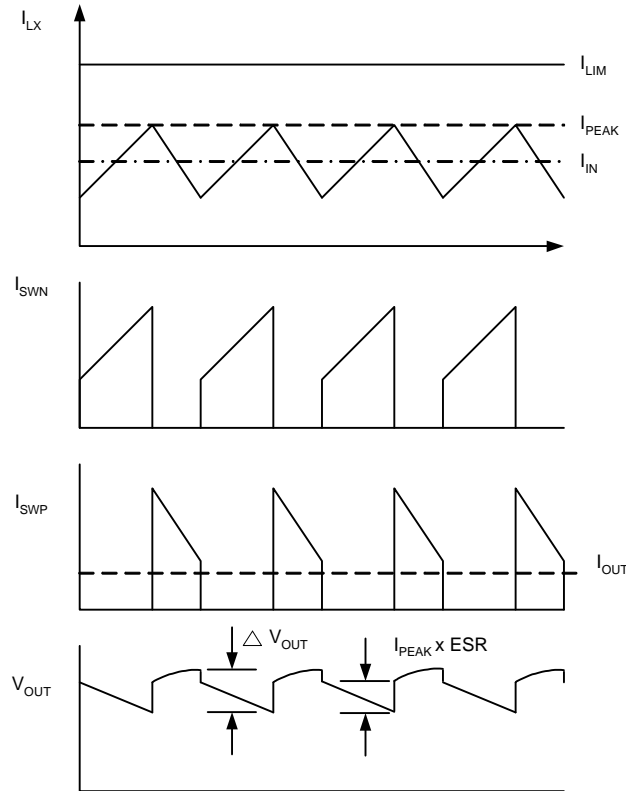 I_LX
I_LIM
I_PEAK
I_IN
I_SWN
I_SWP
I_OUT
△ V_OUT
I_PEAK x ESR
V_OUT